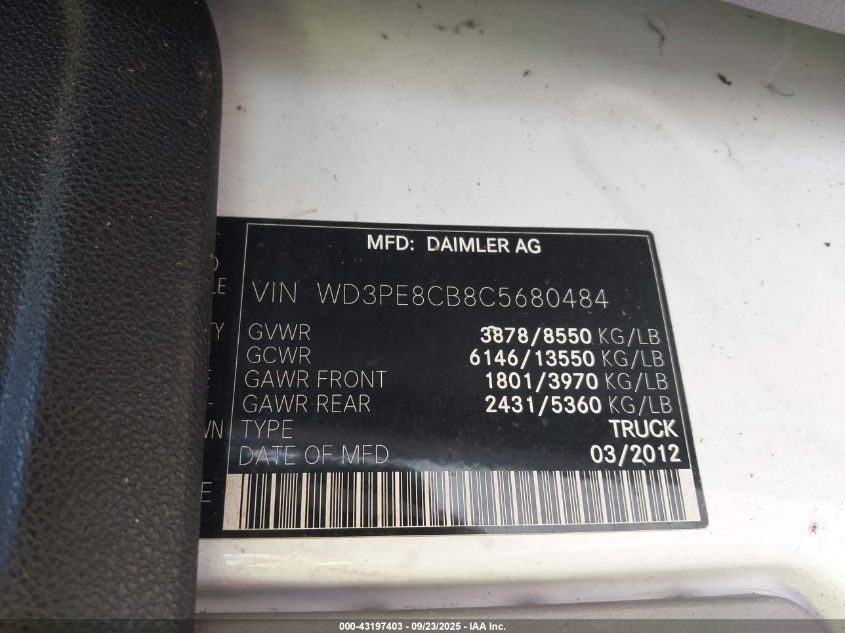 MFD: DAIMLER AG
VIN WD3PE8CB8C5680484
GVWR 3878/8550 KG/LB
GCWR 6146/13550 KG/LB
GAWR FRONT 1801/3970 KG/LB
GAWR REAR 2431/5360 KG/LB
TYPE TRUCK
DATE OF MFD 03/2012
000-43197403 - 09/23/2025 - IAA Inc.